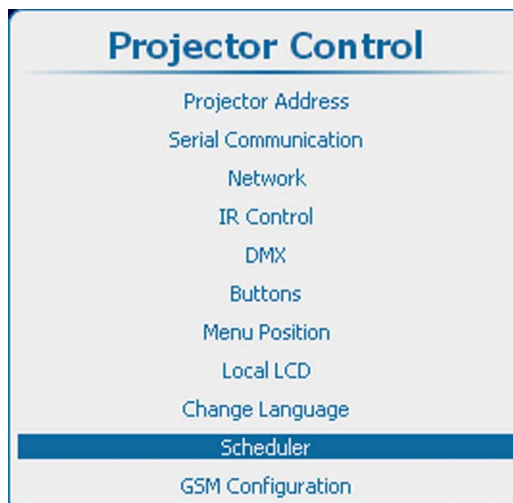 Projector Control
Projector Address
Serial Communication
Network
IR Control
DMX
Buttons
Menu Position
Local LCD
Change Language
Scheduler
GSM Configuration